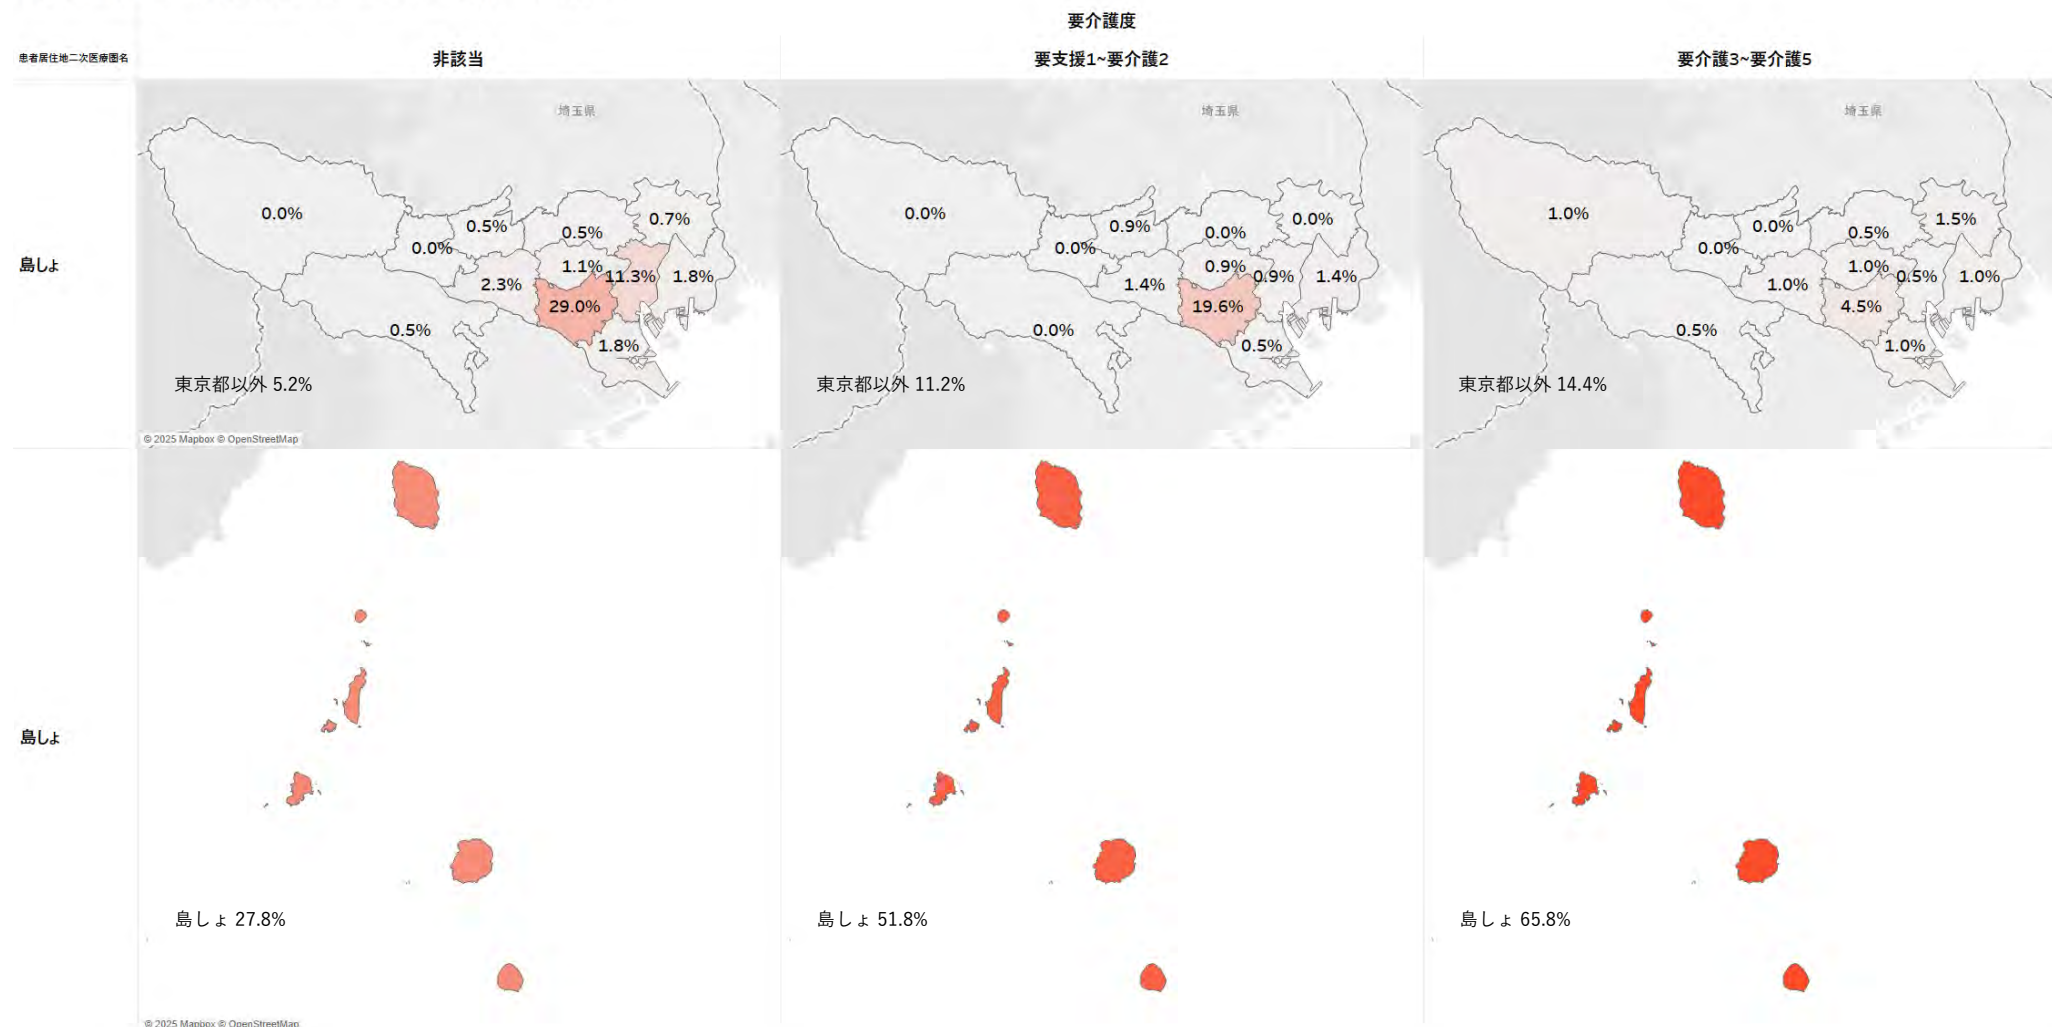 要介護度
患者居住地二次医療圏名
非該当
要支援1~要介護2
要介護3~要介護5
島しょ
埼玉県
0.0%
0.5%
0.5%
0.7%
0.0%
1.1%
11.3%
1.8%
2.3%
29.0%
0.5%
1.8%
東京都以外 5.2%
© 2025 Mapbox © OpenStreetMap
埼玉県
0.0%
0.9%
0.0%
0.0%
0.0%
0.9%
0.9%
1.4%
1.4%
19.6%
0.0%
0.5%
東京都以外 11.2%
埼玉県
1.0%
0.0%
0.5%
1.5%
0.0%
1.0%
0.5%
1.0%
1.0%
4.5%
0.5%
1.0%
東京都以外 14.4%
島しょ
島しょ 27.8%
島しょ 51.8%
島しょ 65.8%
© 2025 Mapbox © OpenStreetMap